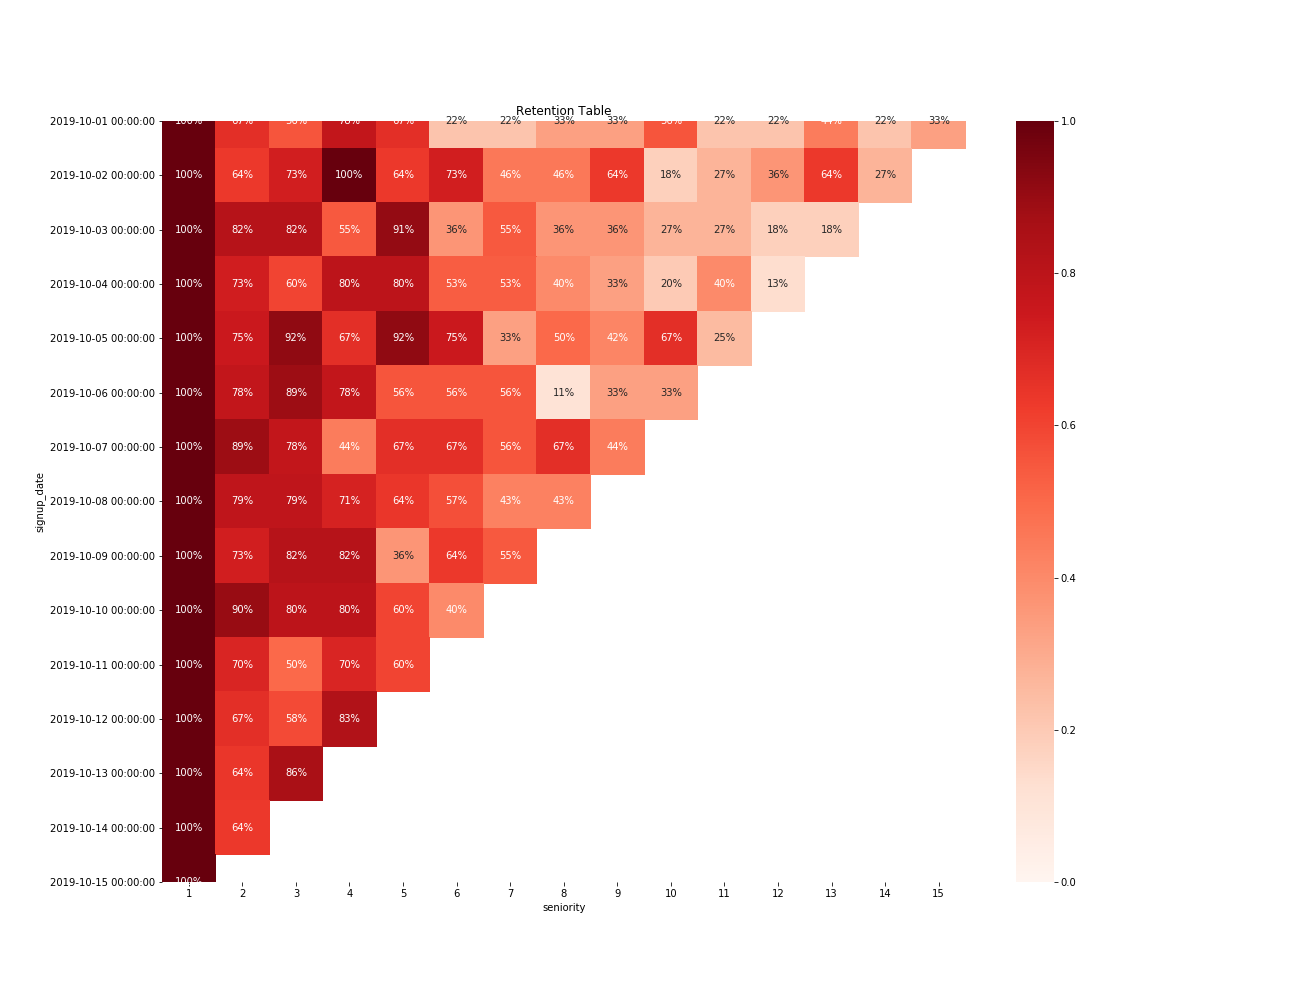 Retention Table
2019-10-01 00:00:00 100% 67% 56% 78% 67% 22% 22% 33% 33% 56% 22% 22% 44% 22% 33%
2019-10-02 00:00:00 100% 64% 73% 100% 64% 73% 46% 46% 64% 18% 27% 36% 64% 27%
2019-10-03 00:00:00 100% 82% 82% 55% 91% 36% 55% 36% 36% 27% 27% 18% 18%
2019-10-04 00:00:00 100% 73% 60% 80% 80% 53% 53% 40% 33% 20% 40% 13%
2019-10-05 00:00:00 100% 75% 92% 67% 92% 75% 33% 50% 42% 67% 25%
2019-10-06 00:00:00 100% 78% 89% 78% 56% 56% 56% 11% 33% 33%
2019-10-07 00:00:00 100% 89% 78% 44% 67% 67% 56% 67% 44%
2019-10-08 00:00:00 100% 79% 79% 71% 64% 57% 43% 43%
2019-10-09 00:00:00 100% 73% 82% 82% 36% 64% 55%
2019-10-10 00:00:00 100% 90% 80% 80% 60% 40%
2019-10-11 00:00:00 100% 70% 50% 70% 60%
2019-10-12 00:00:00 100% 67% 58% 83%
2019-10-13 00:00:00 100% 64% 86%
2019-10-14 00:00:00 100% 64%
2019-10-15 00:00:00 100%
1 2 3 4 5 6 7 8 9 10 11 12 13 14 15
seniority
signup_date
1.0
0.8
0.6
0.4
0.2
0.0